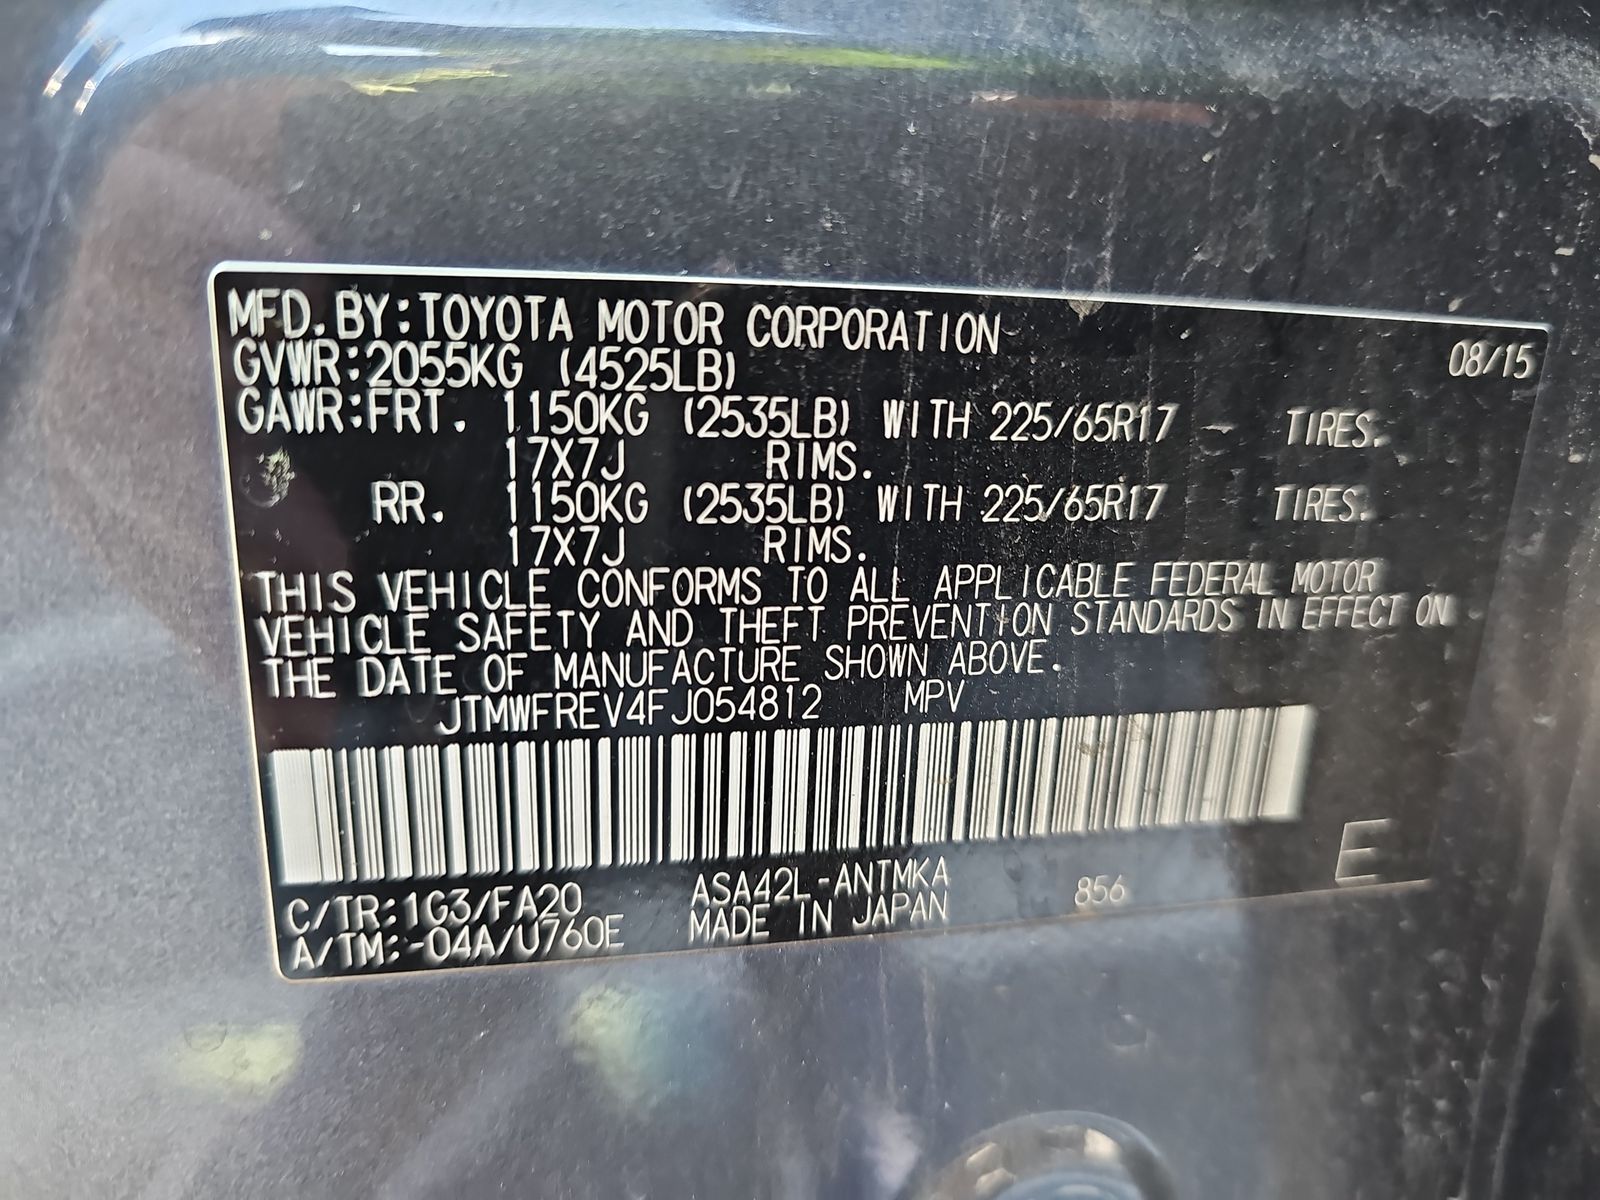 MFD. BY: TOYOTA MOTOR CORPORATION 08/15
GVWR: 2055KG (4525LB)
GAWR: FRT. 1150KG (2535LB) WITH 225/65R17 TIRES.
17X7J RIMS.
RR. 1150KG (2535LB) WITH 225/65R17 TIRES.
17X7J RIMS.
THIS VEHICLE CONFORMS TO ALL APPLICABLE FEDERAL MOTOR
VEHICLE SAFETY AND THEFT PREVENTION STANDARDS IN EFFECT ON
THE DATE OF MANUFACTURE SHOWN ABOVE.
JTMWFREV4FJ054812 MPV
E
C/TR: 1G3/FA20 ASA42L-ANTMKA 856
A/TM: -04A/U760E MADE IN JAPAN